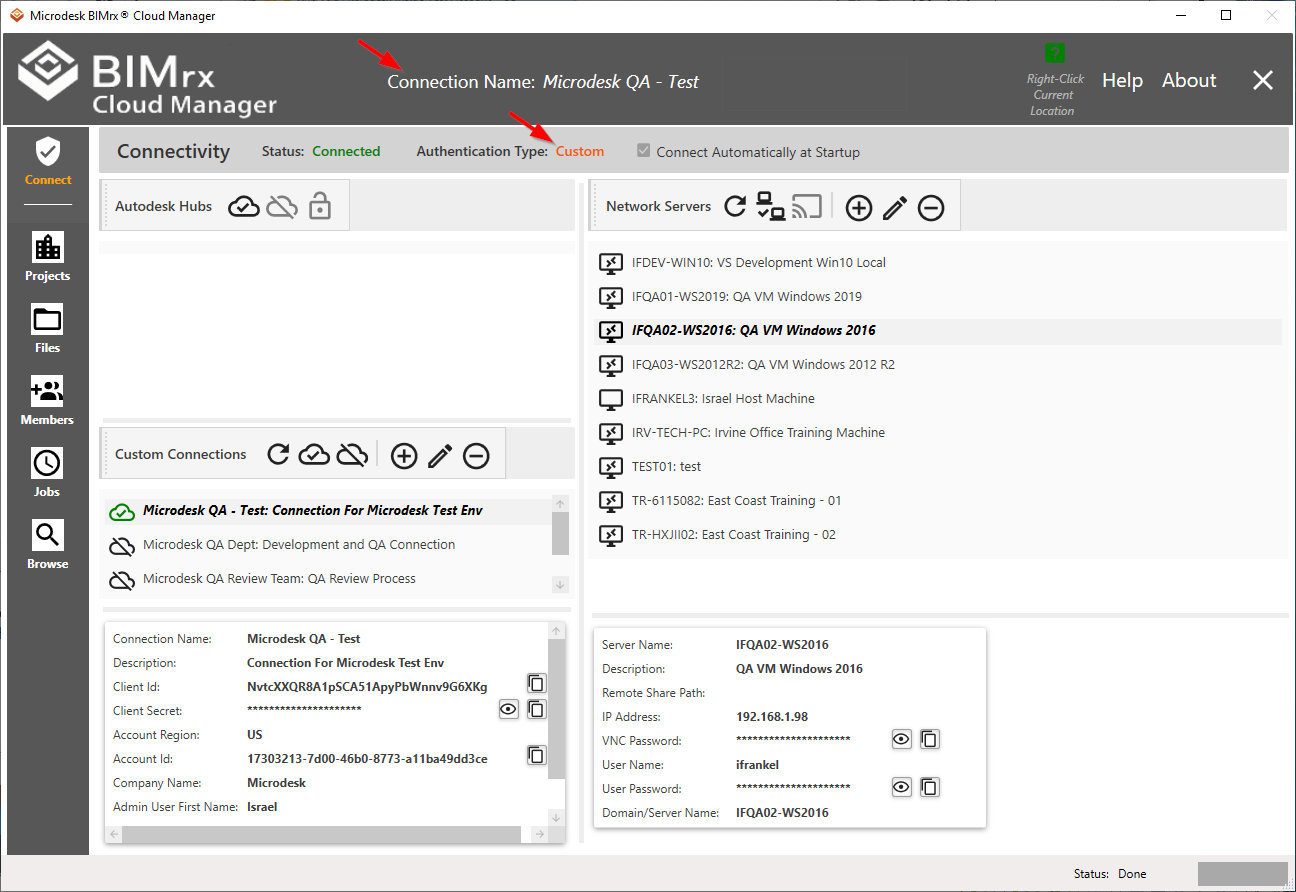 Microdesk BIMrx® Cloud Manager
BIMrx
Cloud Manager
Connection Name: Microdesk QA - Test
?
Right-Click
Current
Location
Help
About
Connect
Projects
Files
Members
Jobs
Browse
Connectivity
Status: Connected
Authentication Type: Custom
Connect Automatically at Startup
Autodesk Hubs
Custom Connections
Microdesk QA - Test: Connection For Microdesk Test Env
Microdesk QA Dept: Development and QA Connection
Microdesk QA Review Team: QA Review Process
Connection Name: Microdesk QA - Test
Description: Connection For Microdesk Test Env
Client Id: NvtcXXQR8A1pSCA51ApyPbWnnv9G6XKg
Client Secret: *********************
Account Region: US
Account Id: 17303213-7d00-46b0-8773-a11ba49dd3ce
Company Name: Microdesk
Admin User First Name: Israel
Network Servers
IFDEV-WIN10: VS Development Win10 Local
IFQA01-WS2019: QA VM Windows 2019
IFQA02-WS2016: QA VM Windows 2016
IFQA03-WS2012R2: QA VM Windows 2012 R2
IFRANKEL3: Israel Host Machine
IRV-TECH-PC: Irvine Office Training Machine
TEST01: test
TR-6115082: East Coast Training - 01
TR-HXJII02: East Coast Training - 02
Server Name: IFQA02-WS2016
Description: QA VM Windows 2016
Remote Share Path:
IP Address: 192.168.1.98
VNC Password: *********************
User Name: ifrankel
User Password: *********************
Domain/Server Name: IFQA02-WS2016
Status: Done